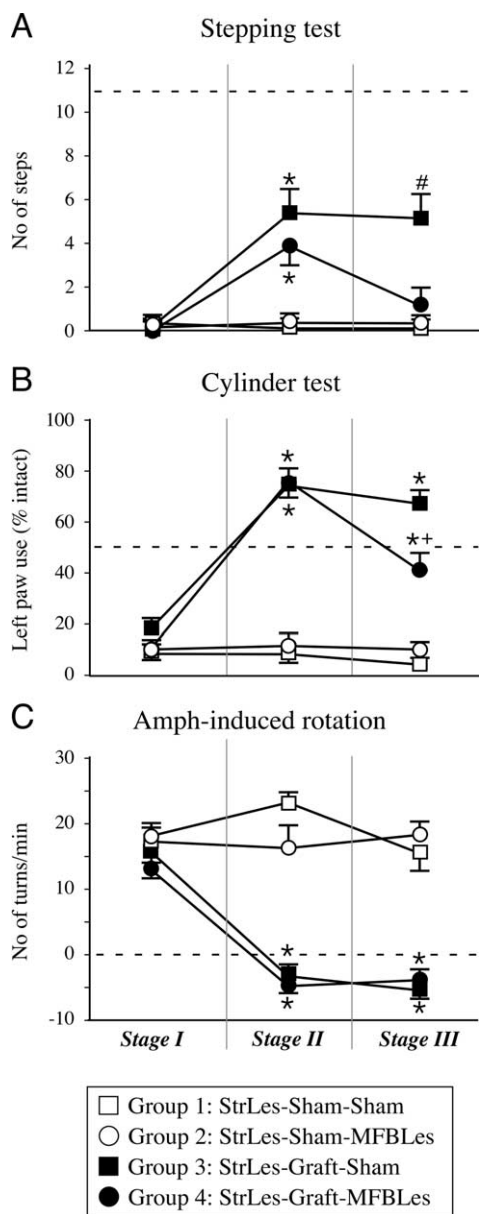 A
Stepping test
12
10
8
6
4
2
0
No of steps
*
*
#
B
Cylinder test
100
80
60
40
20
0
Left paw use (% intact)
*
*
*
*+
C
Amph-induced rotation
30
20
10
0
-10
No of turns/min
*
*
*
*
Stage I Stage II Stage III
Group 1: StrLes-Sham-Sham
Group 2: StrLes-Sham-MFBLes
Group 3: StrLes-Graft-Sham
Group 4: StrLes-Graft-MFBLes